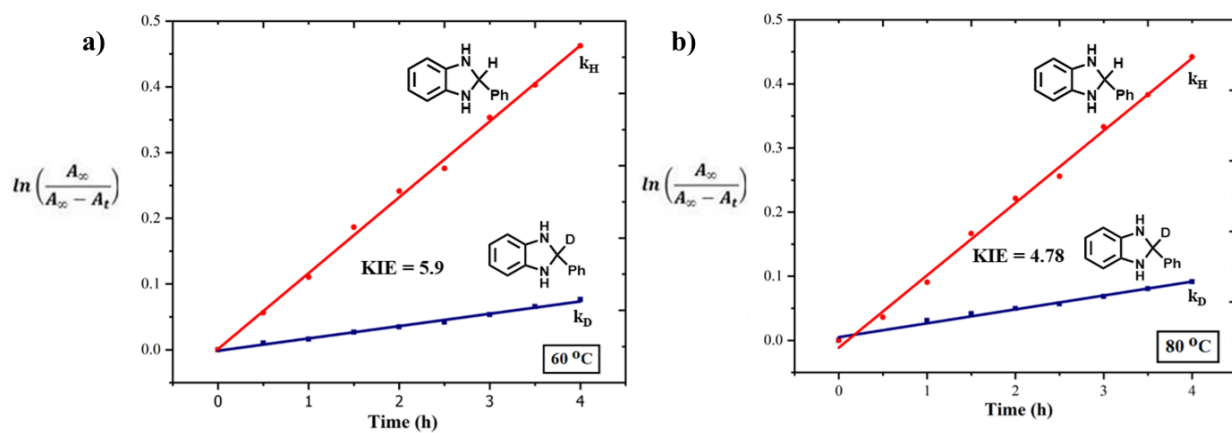 a)
0.5
0.4
0.3
0.2
0.1
0.0
ln(A∞/(A∞ − At))
H
N
H
N
H
Ph
kH
H
N
D
N
H
Ph
KIE = 5.9
kD
60 °C
0 1 2 3 4
Time (h)
b)
0.5
0.4
0.3
0.2
0.1
0.0
ln(A∞/(A∞ − At))
H
N
H
N
H
Ph
kH
H
N
D
N
H
Ph
KIE = 4.78
kD
80 °C
0 1 2 3 4
Time (h)